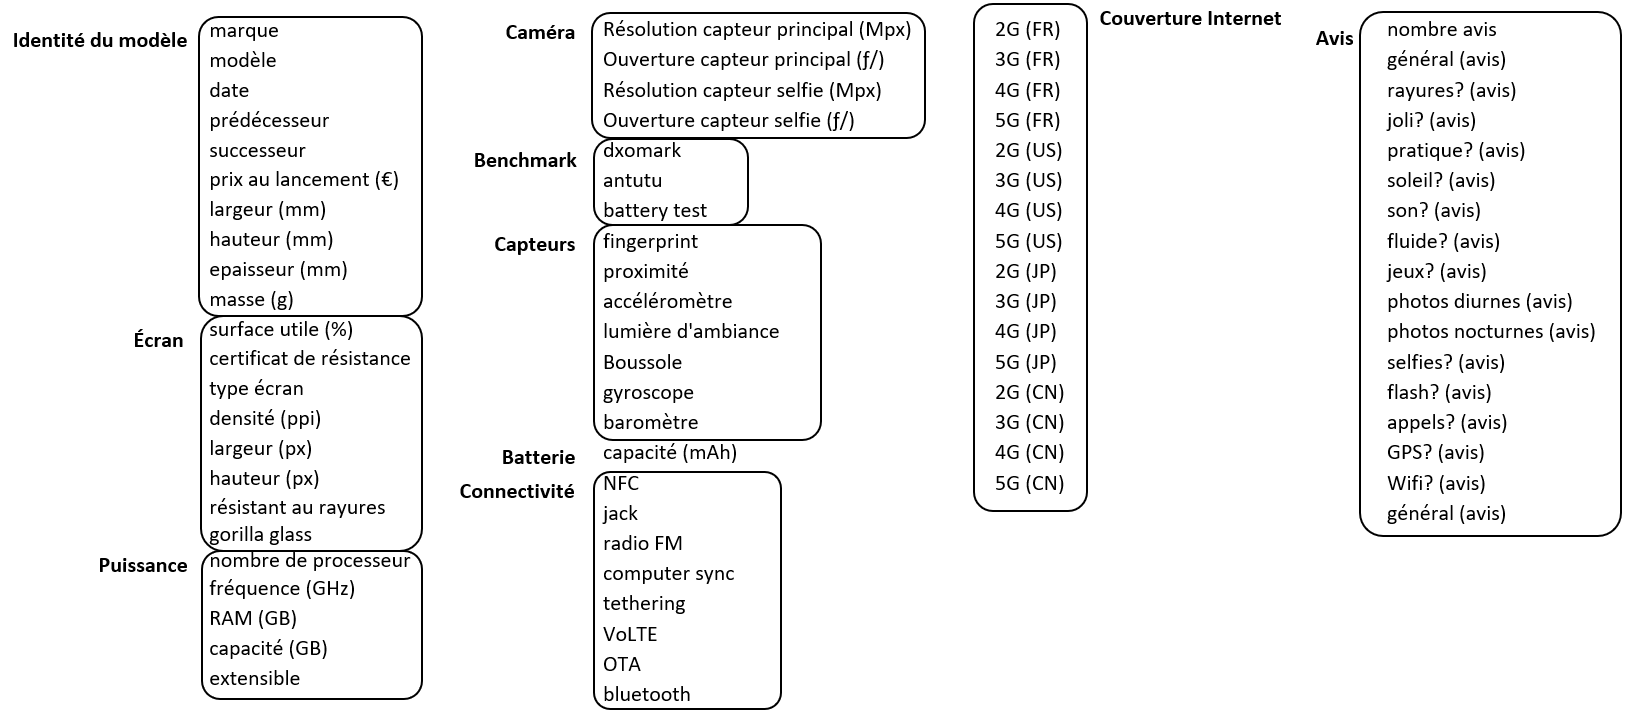 Identité du modèle
marque
modèle
date
prédécesseur
successeur
prix au lancement (€)
largeur (mm)
hauteur (mm)
epaisseur (mm)
masse (g)
Écran
surface utile (%)
certificat de résistance
type écran
densité (ppi)
largeur (px)
hauteur (px)
résistant au rayures
gorilla glass
Puissance
nombre de processeur
fréquence (GHz)
RAM (GB)
capacité (GB)
extensible
Caméra
Résolution capteur principal (Mpx)
Ouverture capteur principal (ƒ/)
Résolution capteur selfie (Mpx)
Ouverture capteur selfie (ƒ/)
Benchmark
dxomark
antutu
battery test
Capteurs
fingerprint
proximité
accéléromètre
lumière d'ambiance
Boussole
gyroscope
baromètre
Batterie
capacité (mAh)
Connectivité
NFC
jack
radio FM
computer sync
tethering
VoLTE
OTA
bluetooth
Couverture Internet
2G (FR)
3G (FR)
4G (FR)
5G (FR)
2G (US)
3G (US)
4G (US)
5G (US)
2G (JP)
3G (JP)
4G (JP)
5G (JP)
2G (CN)
3G (CN)
4G (CN)
5G (CN)
Avis
nombre avis
général (avis)
rayures? (avis)
joli? (avis)
pratique? (avis)
soleil? (avis)
son? (avis)
fluide? (avis)
jeux? (avis)
photos diurnes (avis)
photos nocturnes (avis)
selfies? (avis)
flash? (avis)
appels? (avis)
GPS? (avis)
Wifi? (avis)
général (avis)